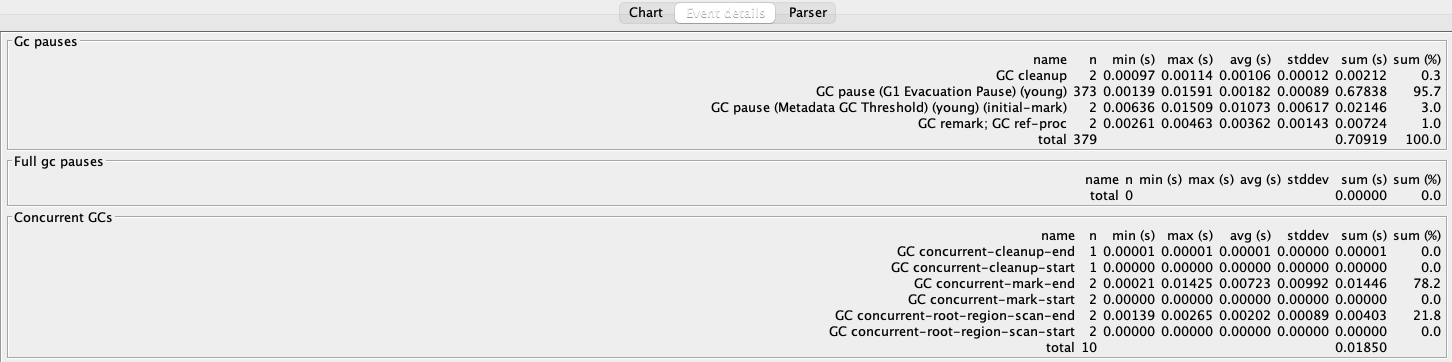 Chart Event details Parser
Gc pauses
name n min (s) max (s) avg (s) stddev sum (s) sum (%)
GC cleanup 2 0.00097 0.00114 0.00106 0.00012 0.00212 0.3
GC pause (G1 Evacuation Pause) (young) 373 0.00139 0.01591 0.00182 0.00089 0.67838 95.7
GC pause (Metadata GC Threshold) (young) (initial-mark) 2 0.00636 0.01509 0.01073 0.00617 0.02146 3.0
GC remark; GC ref-proc 2 0.00261 0.00463 0.00362 0.00143 0.00724 1.0
total 379 0.70919 100.0
Full gc pauses
name n min (s) max (s) avg (s) stddev sum (s) sum (%)
total 0 0.00000 0.0
Concurrent GCs
name n min (s) max (s) avg (s) stddev sum (s) sum (%)
GC concurrent-cleanup-end 1 0.00001 0.00001 0.00001 0.00000 0.00001 0.0
GC concurrent-cleanup-start 1 0.00000 0.00000 0.00000 0.00000 0.00000 0.0
GC concurrent-mark-end 2 0.00021 0.01425 0.00723 0.00992 0.01446 78.2
GC concurrent-mark-start 2 0.00000 0.00000 0.00000 0.00000 0.00000 0.0
GC concurrent-root-region-scan-end 2 0.00139 0.00265 0.00202 0.00089 0.00403 21.8
GC concurrent-root-region-scan-start 2 0.00000 0.00000 0.00000 0.00000 0.00000 0.0
total 10 0.01850